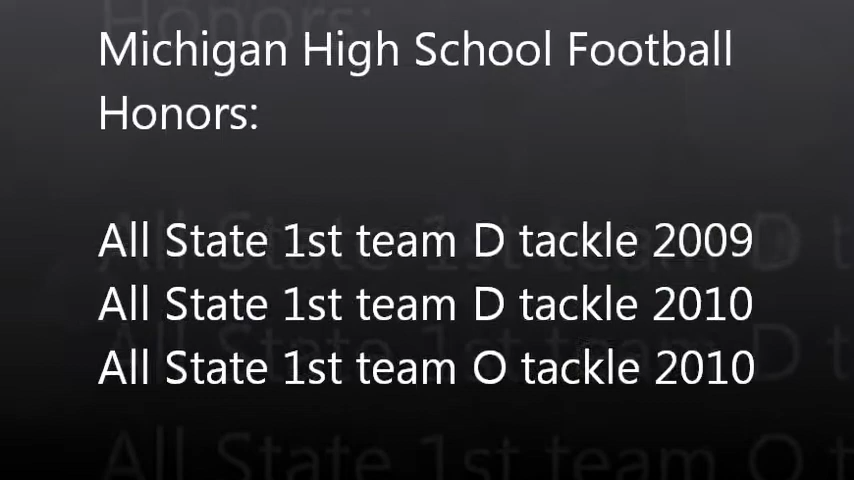 Michigan High School Football
Honors:
All State 1st team D tackle 2009
All State 1st team D tackle 2010
All State 1st team O tackle 2010